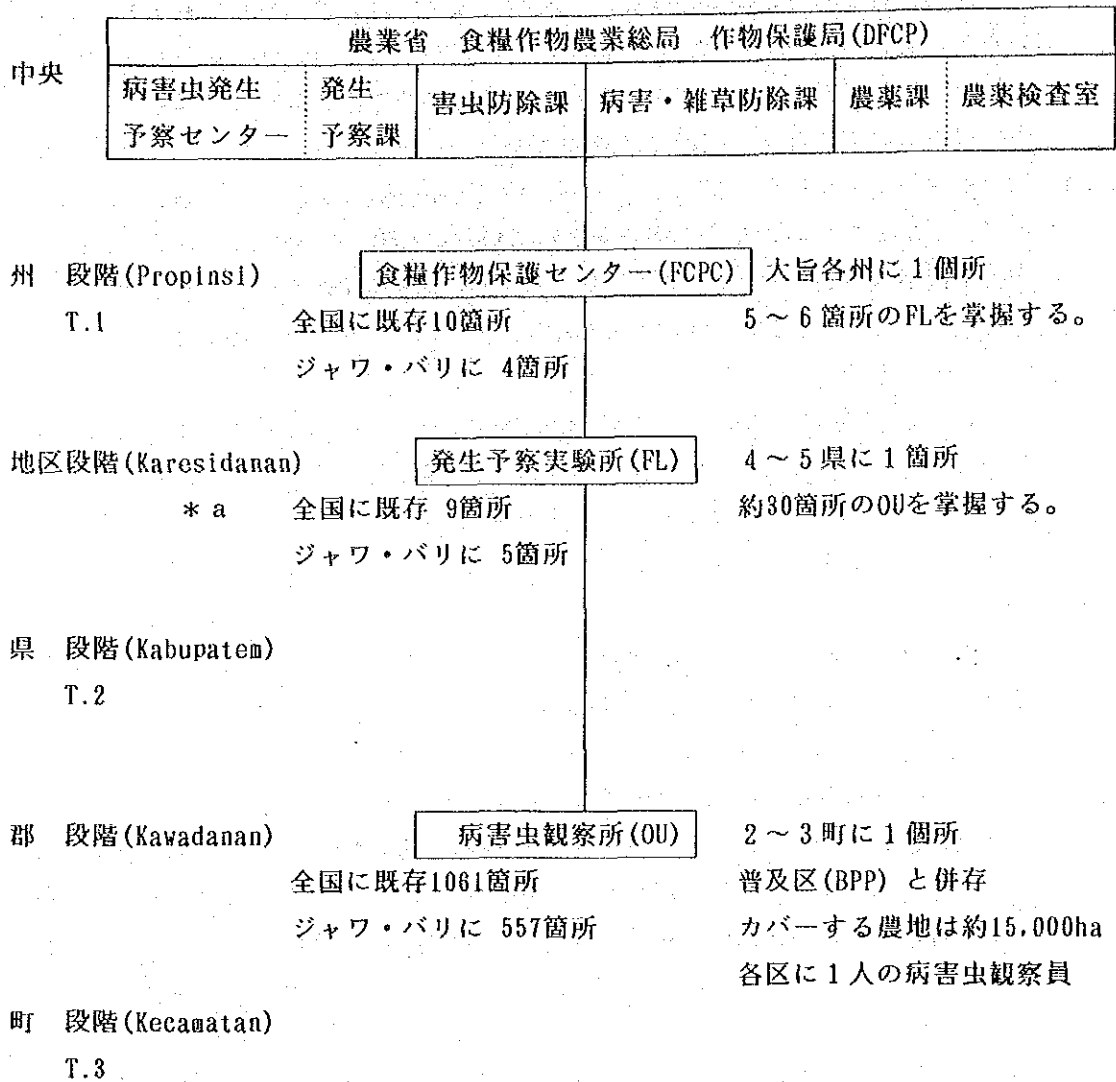 農業省 食糧作物農業総局 作物保護局(DFCP)
中央
病害虫発生 発生 害虫防除課 病害・雑草防除課 農薬課 農薬検査室
予察センター 予察課
州 段階(Propinsi) 食糧作物保護センター(FCPC) 大旨各州に1個所
T.1 全国に既存10箇所 5~6箇所のFLを掌握する。
ジャワ・バリに 4箇所
地区段階(Karesidanan) 発生予察実験所(FL) 4~5県に1箇所
*a 全国に既存 9箇所 約30箇所のOUを掌握する。
ジャワ・バリに 5箇所
県 段階(Kabupatem)
T.2
郡 段階(Kawadanan) 病害虫観察所(OU) 2~3町に1個所
全国に既存1061箇所 普及区(BPP) と併存
ジャワ・バリに 557箇所 カバーする農地は約15,000ha
各区に1人の病害虫観察員
町 段階(Kecamatan)
T.3